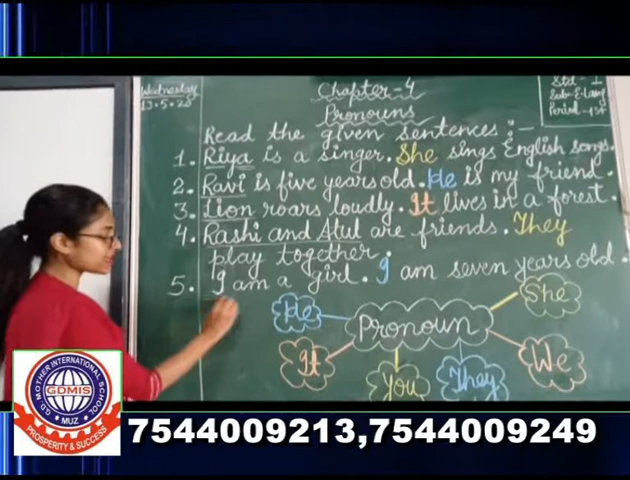 Wednesday
Chapter-4
Std - I
13.5.20
Pronouns
Sub-E.Lang
Period - 1st
Read the given sentences :-
1. Riya is a singer. She sings English songs.
2. Ravi is five years old. He is my friend.
3. Lion roars loudly. It lives in a forest.
4. Rashi and Atul are friends. They
play together.
5. I am a girl. I am seven years old.
He
Pronoun
She
It
You
They
We
G.D. MOTHER INTERNATIONAL SCHOOL
GDMIS
MUZ
PROSPERITY & SUCCESS
7544009213,7544009249